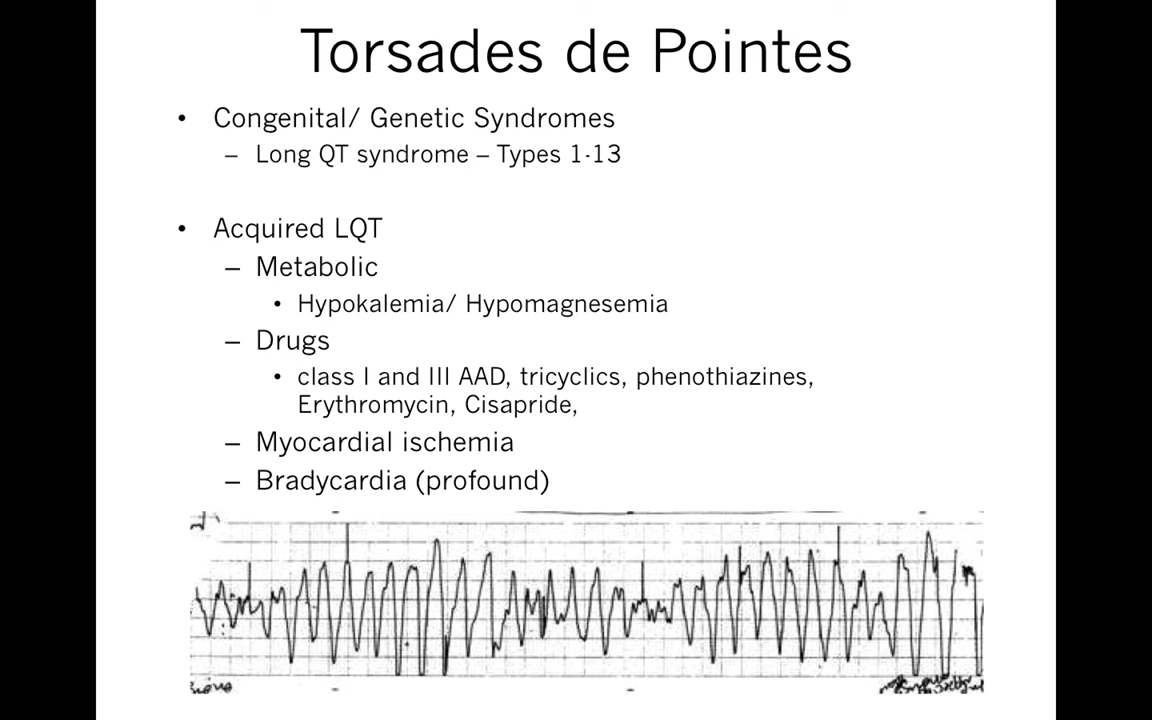 Torsades de Pointes
• Congenital/ Genetic Syndromes
– Long QT syndrome – Types 1-13
• Acquired LQT
– Metabolic
• Hypokalemia/ Hypomagnesemia
– Drugs
• class I and III AAD, tricyclics, phenothiazines,
Erythromycin, Cisapride,
– Myocardial ischemia
– Bradycardia (profound)